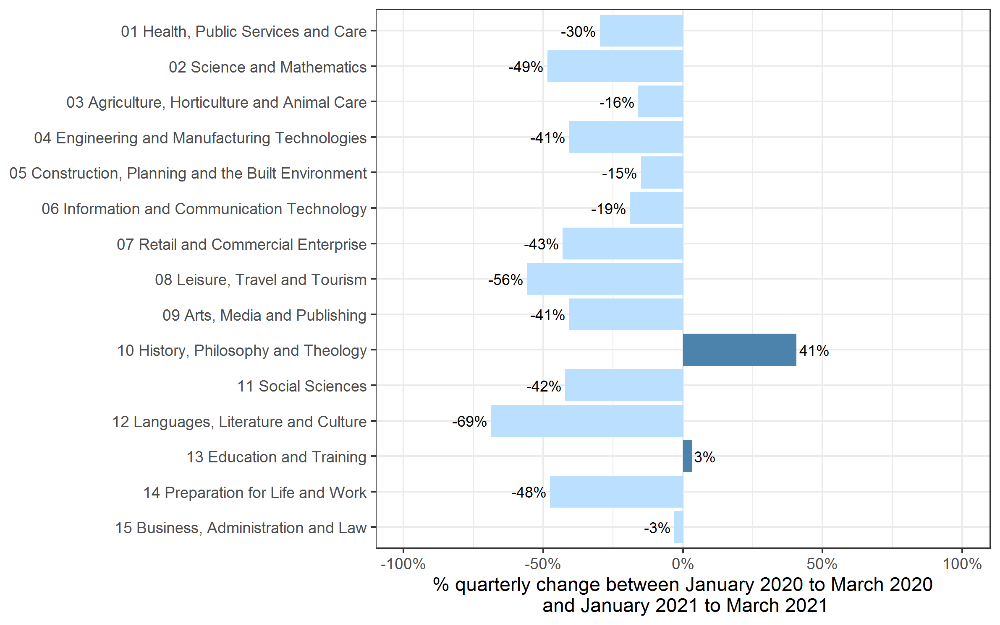 01 Health, Public Services and Care
-30%
02 Science and Mathematics
-49%
03 Agriculture, Horticulture and Animal Care
-16%
04 Engineering and Manufacturing Technologies
-41%
05 Construction, Planning and the Built Environment
-15%
06 Information and Communication Technology
-19%
07 Retail and Commercial Enterprise
-43%
08 Leisure, Travel and Tourism
-56%
09 Arts, Media and Publishing
-41%
10 History, Philosophy and Theology
41%
11 Social Sciences
-42%
12 Languages, Literature and Culture
-69%
13 Education and Training
3%
14 Preparation for Life and Work
-48%
15 Business, Administration and Law
-3%
-100% -50% 0% 50% 100%
% quarterly change between January 2020 to March 2020
and January 2021 to March 2021